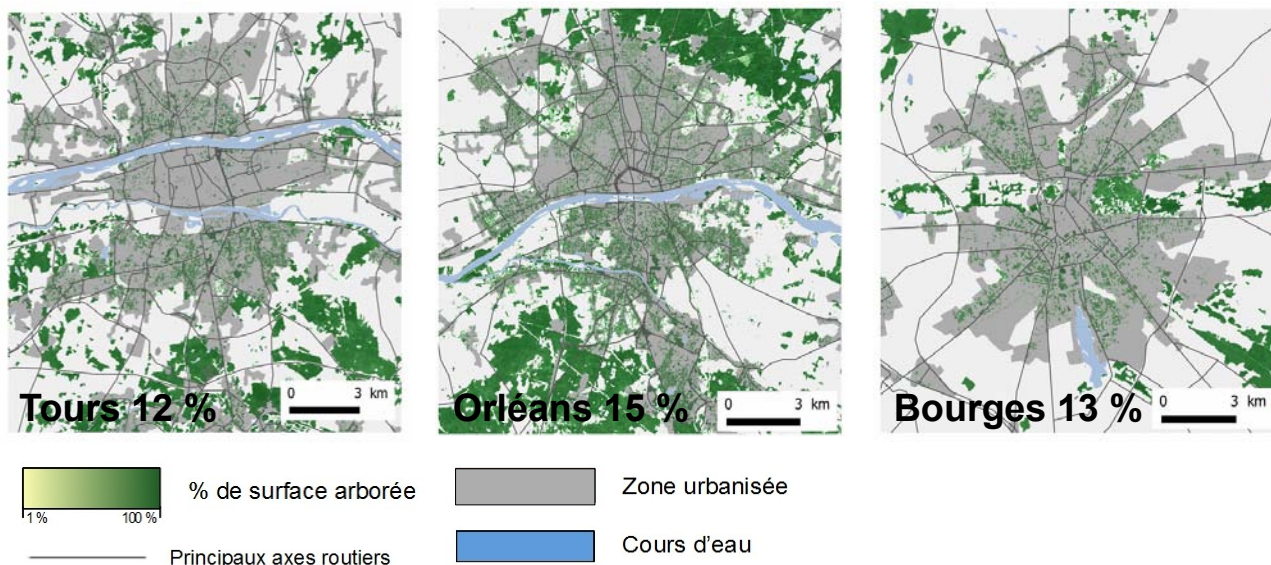 Tours 12 %
0 3 km
Orléans 15 %
0 3 km
Bourges 13 %
0 3 km
1 % 100 %
% de surface arborée
Zone urbanisée
Principaux axes routiers
Cours d'eau